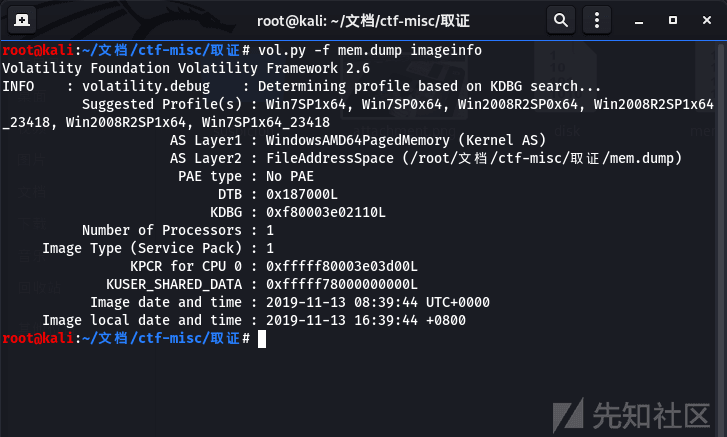 root@kali: ~/文档/ctf-misc/取证
root@kali:~/文档/ctf-misc/取证# vol.py -f mem.dump imageinfo
Volatility Foundation Volatility Framework 2.6
INFO    : volatility.debug    : Determining profile based on KDBG search...
          Suggested Profile(s) : Win7SP1x64, Win7SP0x64, Win2008R2SP0x64, Win2008R2SP1x64
_23418, Win2008R2SP1x64, Win7SP1x64_23418
                     AS Layer1 : WindowsAMD64PagedMemory (Kernel AS)
                     AS Layer2 : FileAddressSpace (/root/文档/ctf-misc/取证/mem.dump)
                      PAE type : No PAE
                           DTB : 0x187000L
                          KDBG : 0xf80003e02110L
          Number of Processors : 1
     Image Type (Service Pack) : 1
                KPCR for CPU 0 : 0xfffff80003e03d00L
             KUSER_SHARED_DATA : 0xfffff78000000000L
           Image date and time : 2019-11-13 08:39:44 UTC+0000
     Image local date and time : 2019-11-13 16:39:44 +0800
root@kali:~/文档/ctf-misc/取证#
先知社区